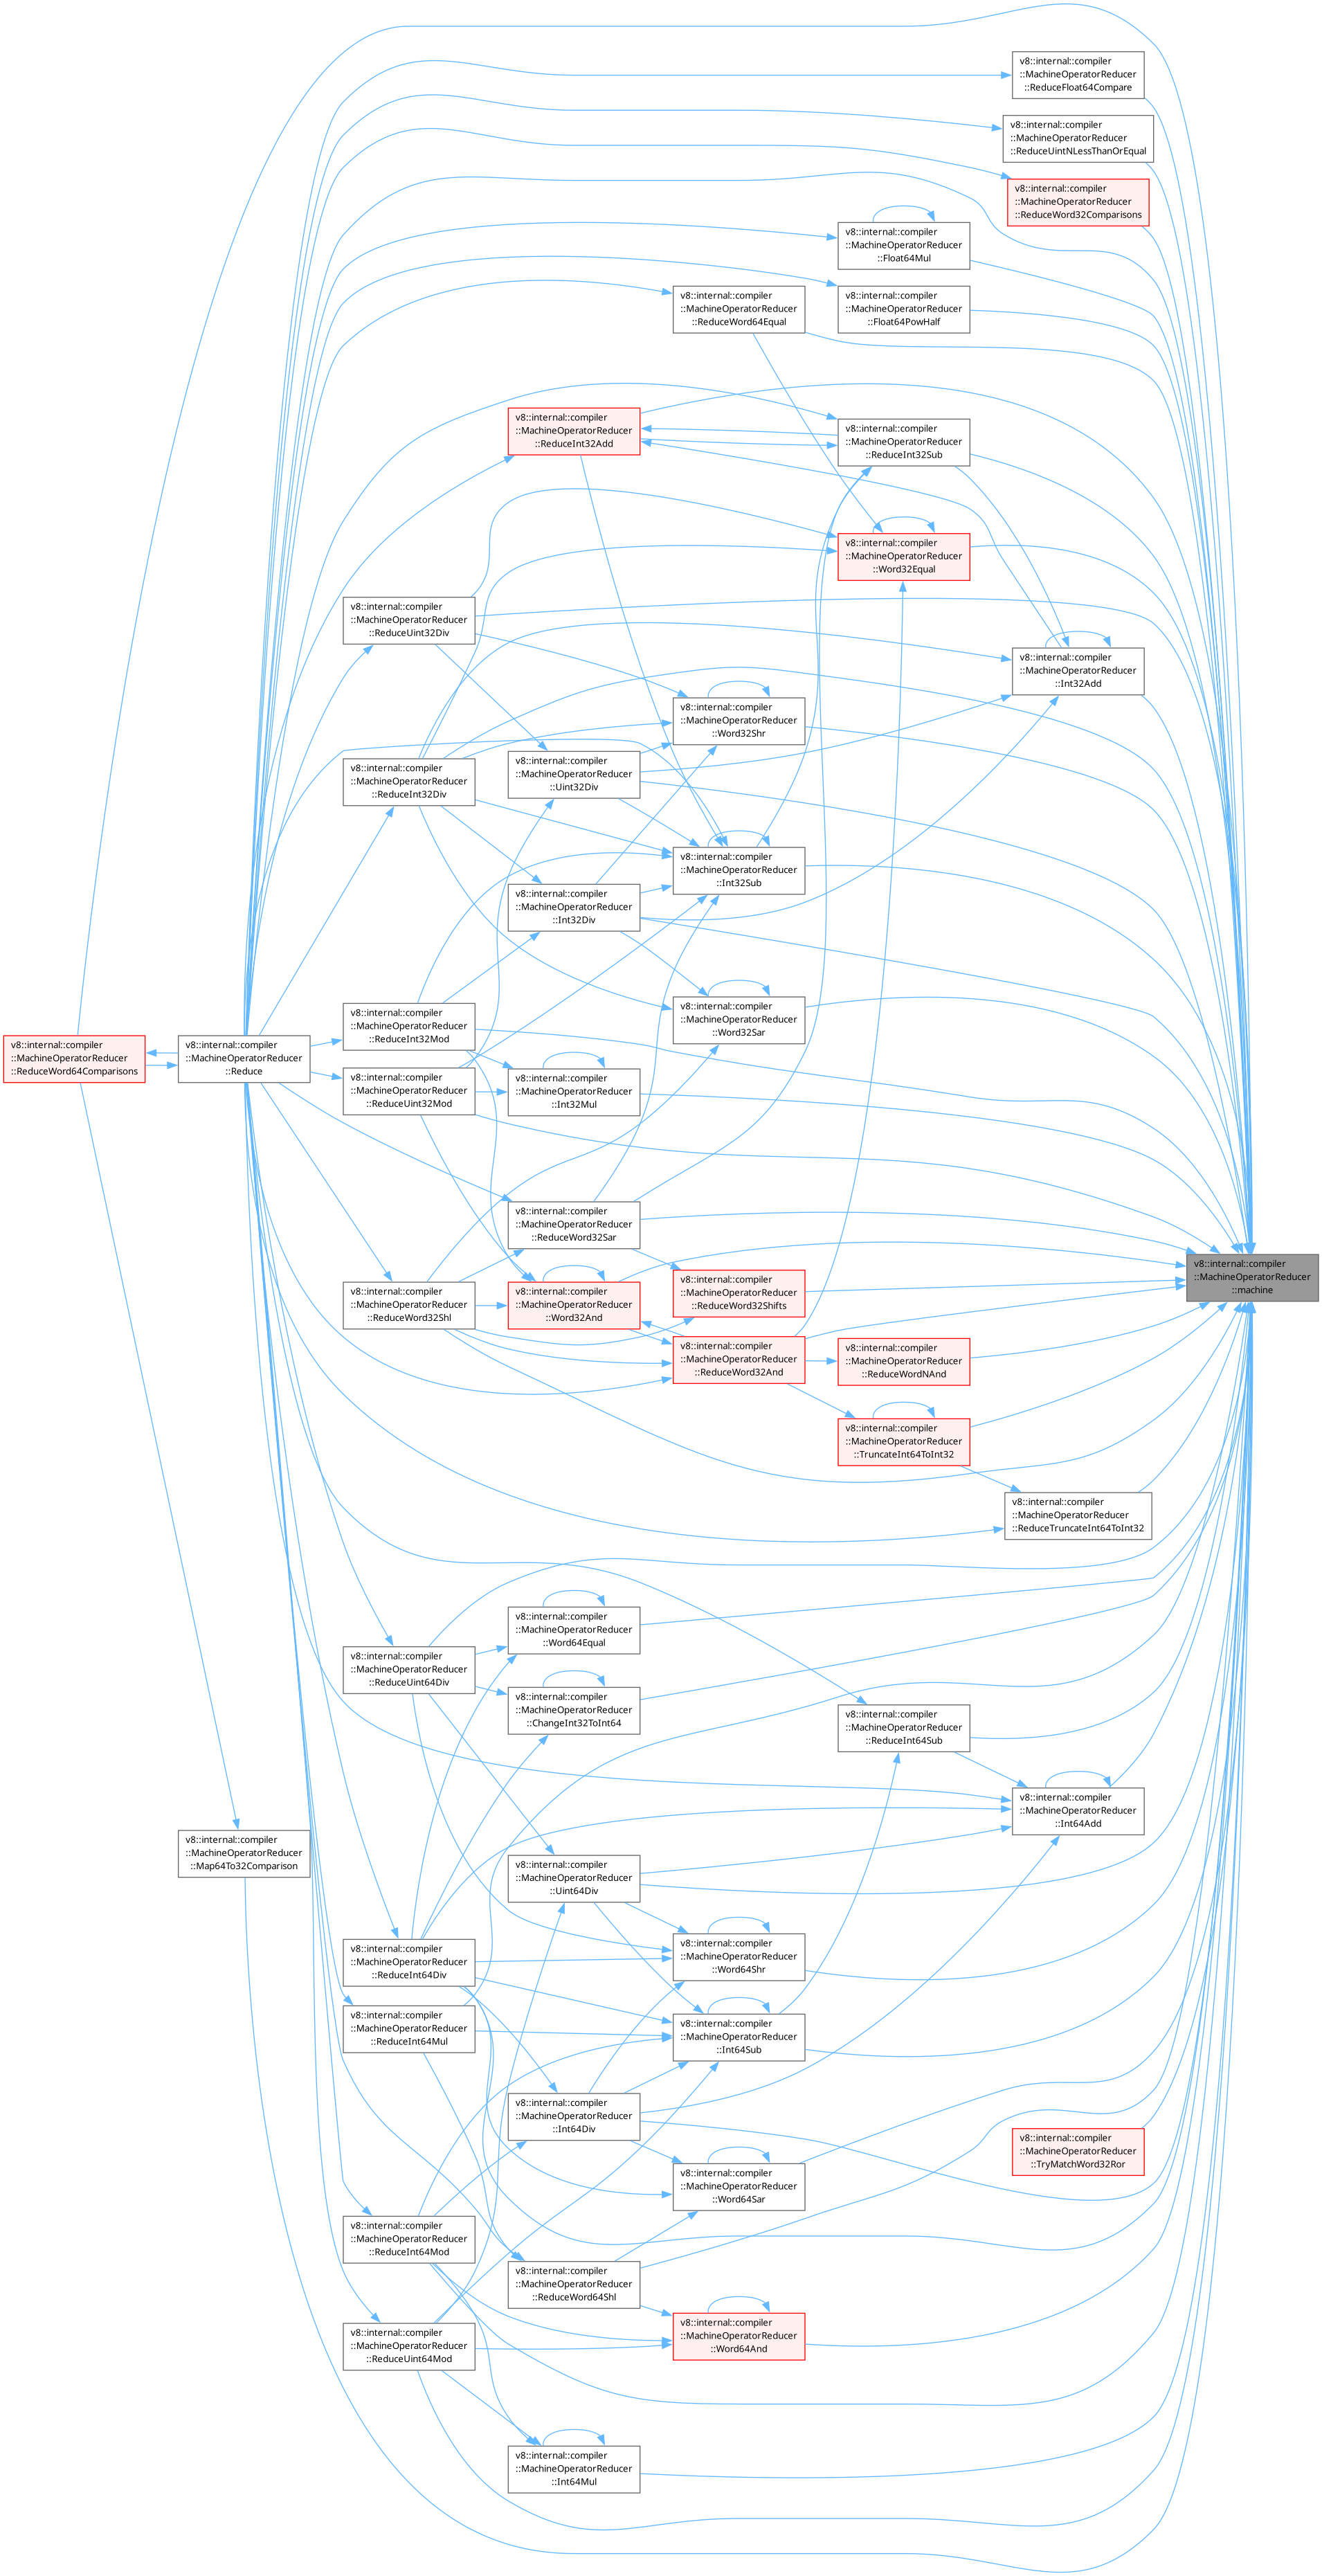 v8::internal::compiler
::MachineOperatorReducer
::ReduceFloat64Compare
v8::internal::compiler
::MachineOperatorReducer
::ReduceUintNLessThanOrEqual
v8::internal::compiler
::MachineOperatorReducer
::ReduceWord32Comparisons
v8::internal::compiler
::MachineOperatorReducer
::Float64Mul
v8::internal::compiler
::MachineOperatorReducer
::ReduceWord64Equal
v8::internal::compiler
::MachineOperatorReducer
::Float64PowHalf
v8::internal::compiler
::MachineOperatorReducer
::ReduceInt32Add
v8::internal::compiler
::MachineOperatorReducer
::ReduceInt32Sub
v8::internal::compiler
::MachineOperatorReducer
::Word32Equal
v8::internal::compiler
::MachineOperatorReducer
::ReduceUint32Div
v8::internal::compiler
::MachineOperatorReducer
::Int32Add
v8::internal::compiler
::MachineOperatorReducer
::Word32Shr
v8::internal::compiler
::MachineOperatorReducer
::Uint32Div
v8::internal::compiler
::MachineOperatorReducer
::ReduceInt32Div
v8::internal::compiler
::MachineOperatorReducer
::Int32Sub
v8::internal::compiler
::MachineOperatorReducer
::Int32Div
v8::internal::compiler
::MachineOperatorReducer
::Word32Sar
v8::internal::compiler
::MachineOperatorReducer
::ReduceInt32Mod
v8::internal::compiler
::MachineOperatorReducer
::ReduceWord64Comparisons
v8::internal::compiler
::MachineOperatorReducer
::Reduce
v8::internal::compiler
::MachineOperatorReducer
::ReduceUint32Mod
v8::internal::compiler
::MachineOperatorReducer
::Int32Mul
v8::internal::compiler
::MachineOperatorReducer
::ReduceWord32Sar
v8::internal::compiler
::MachineOperatorReducer
::machine
v8::internal::compiler
::MachineOperatorReducer
::ReduceWord32Shl
v8::internal::compiler
::MachineOperatorReducer
::Word32And
v8::internal::compiler
::MachineOperatorReducer
::ReduceWord32Shifts
v8::internal::compiler
::MachineOperatorReducer
::ReduceWord32And
v8::internal::compiler
::MachineOperatorReducer
::ReduceWordNAnd
v8::internal::compiler
::MachineOperatorReducer
::TruncateInt64ToInt32
v8::internal::compiler
::MachineOperatorReducer
::ReduceTruncateInt64ToInt32
v8::internal::compiler
::MachineOperatorReducer
::Word64Equal
v8::internal::compiler
::MachineOperatorReducer
::ReduceUint64Div
v8::internal::compiler
::MachineOperatorReducer
::ChangeInt32ToInt64
v8::internal::compiler
::MachineOperatorReducer
::ReduceInt64Sub
v8::internal::compiler
::MachineOperatorReducer
::Int64Add
v8::internal::compiler
::MachineOperatorReducer
::Map64To32Comparison
v8::internal::compiler
::MachineOperatorReducer
::Uint64Div
v8::internal::compiler
::MachineOperatorReducer
::Word64Shr
v8::internal::compiler
::MachineOperatorReducer
::ReduceInt64Div
v8::internal::compiler
::MachineOperatorReducer
::ReduceInt64Mul
v8::internal::compiler
::MachineOperatorReducer
::Int64Sub
v8::internal::compiler
::MachineOperatorReducer
::Int64Div
v8::internal::compiler
::MachineOperatorReducer
::TryMatchWord32Ror
v8::internal::compiler
::MachineOperatorReducer
::Word64Sar
v8::internal::compiler
::MachineOperatorReducer
::ReduceInt64Mod
v8::internal::compiler
::MachineOperatorReducer
::ReduceWord64Shl
v8::internal::compiler
::MachineOperatorReducer
::Word64And
v8::internal::compiler
::MachineOperatorReducer
::ReduceUint64Mod
v8::internal::compiler
::MachineOperatorReducer
::Int64Mul